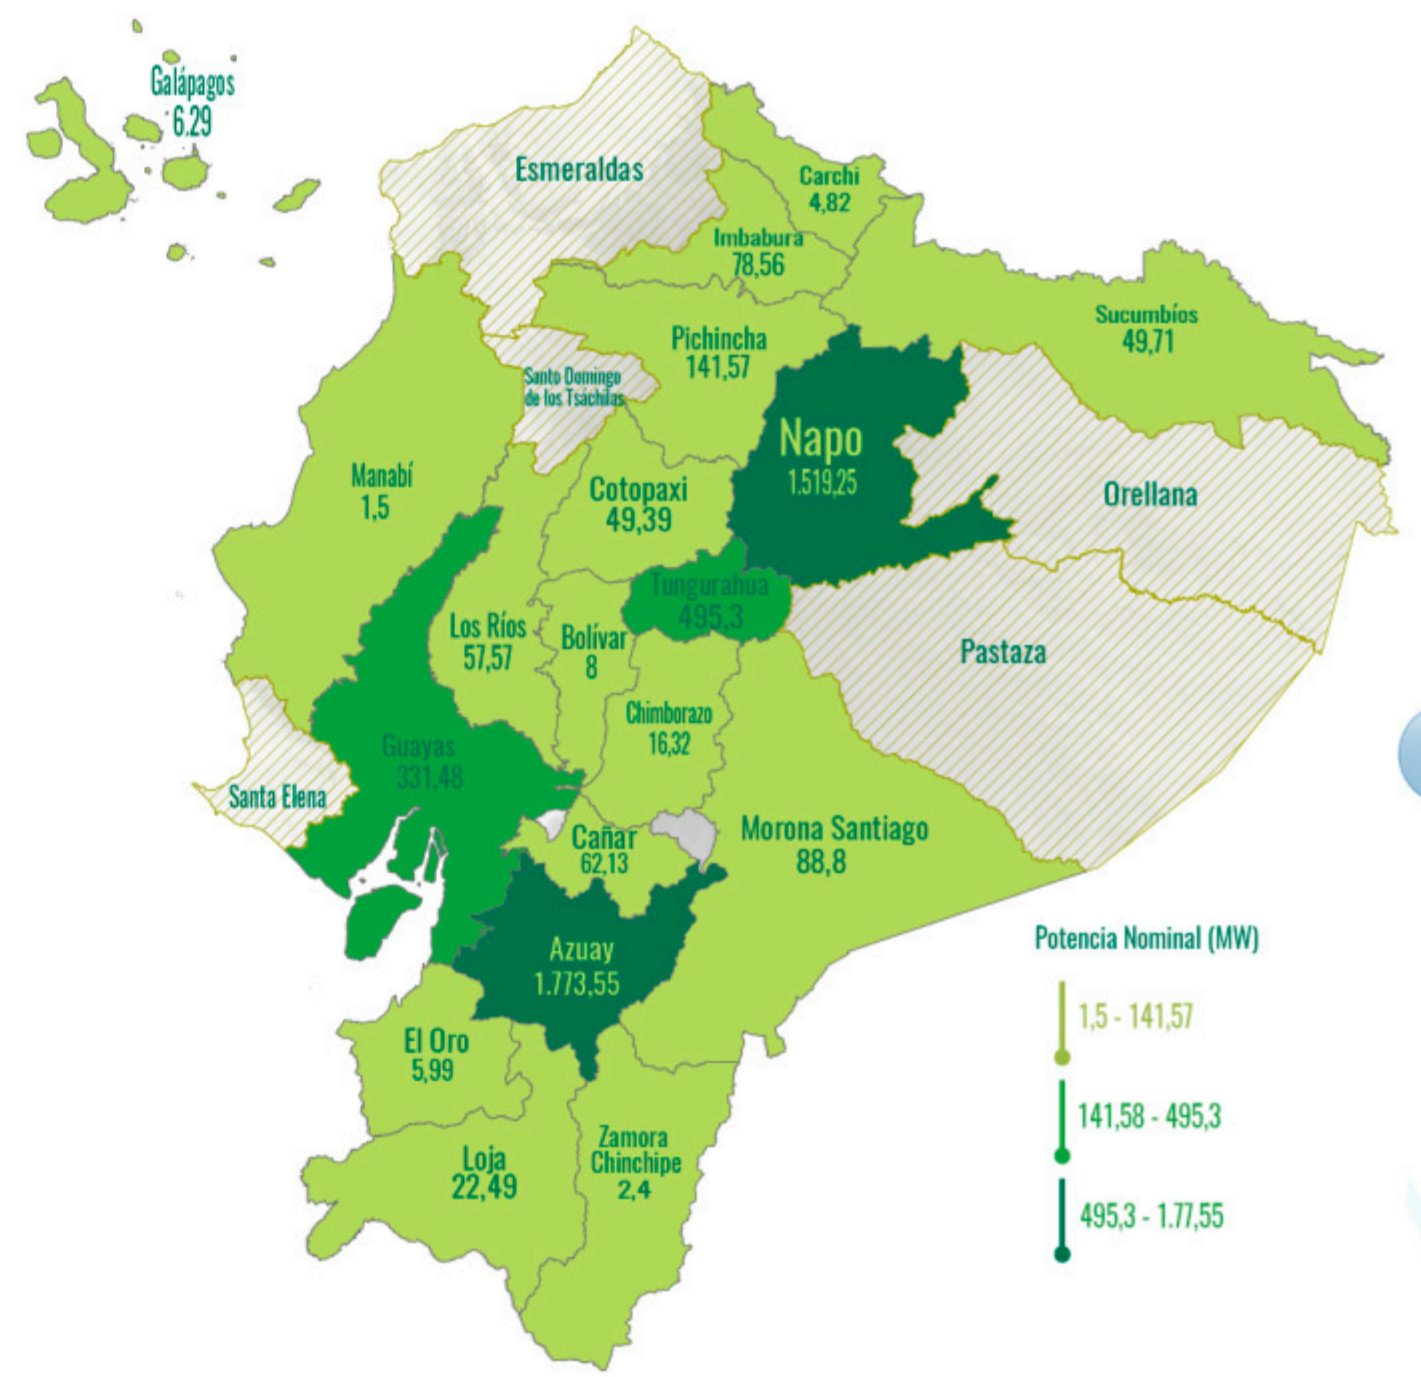 Galápagos
6.29
Esmeraldas
Carchi
4,82
Imbabura
78,56
Sucumbíos
49,71
Pichincha
141,57
Santo Domingo
de los Tsáchilas
Napo
1.519,25
Manabí
1,5
Cotopaxi
49,39
Orellana
Tungurahua
495,3
Los Ríos
57,57
Bolívar
8
Pastaza
Chimborazo
16,32
Guayas
331,48
Santa Elena
Cañar
62,13
Morona Santiago
88,8
Azuay
1.773,55
El Oro
5,99
Loja
22,49
Zamora
Chinchipe
2,4
Potencia Nominal (MW)
1,5 - 141,57
141,58 - 495,3
495,3 - 1.77,55